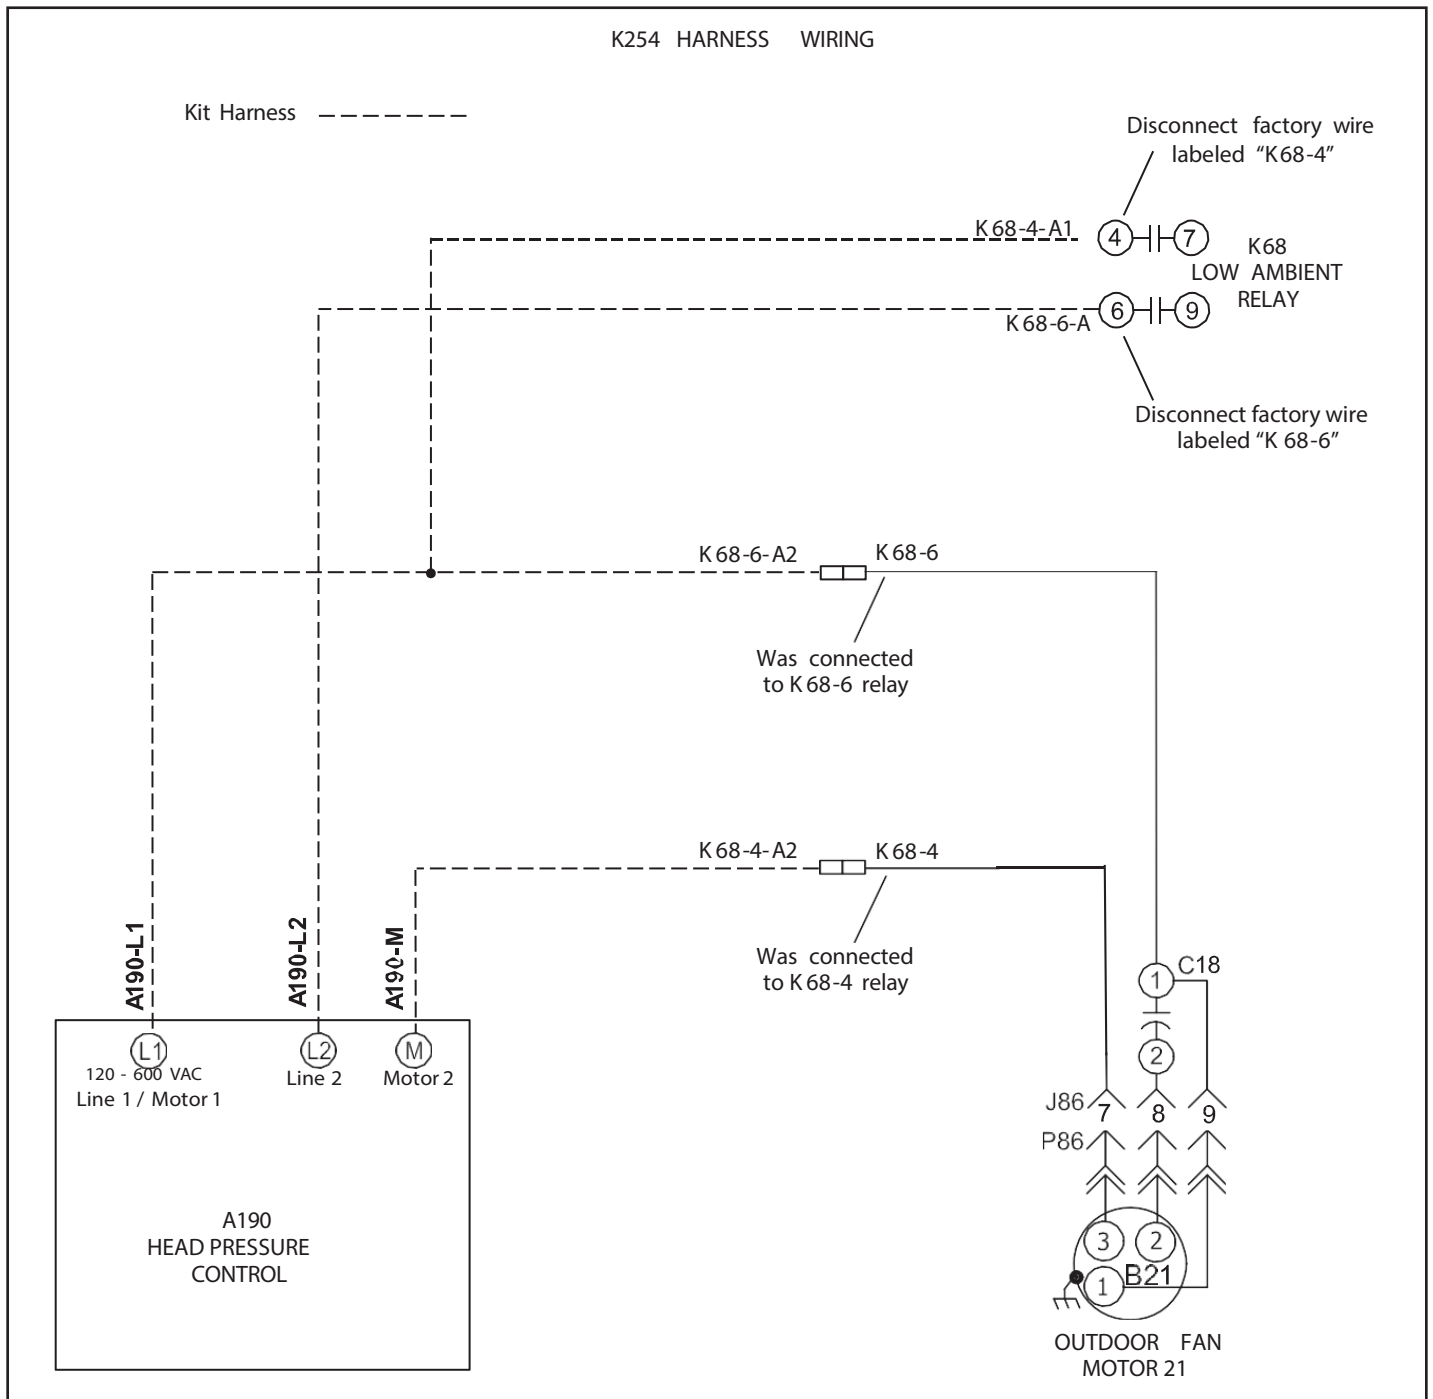 K254 HARNESS WIRING
Kit Harness
Disconnect factory wire
labeled “K68-4”
K68-4-A1
4
7
K68
LOW AMBIENT
RELAY
K68-6-A
6
9
Disconnect factory wire
labeled “K 68-6”
K68-6-A2
K68-6
Was connected
to K68-6 relay
K68-4-A2
K68-4
Was connected
to K68-4 relay
A190-L1
A190-L2
A190-M
1
C18
2
L1
120 - 600 VAC
Line 1 / Motor 1
L2
Line 2
M
Motor 2
J86
7
8
9
P86
A190
HEAD PRESSURE
CONTROL
3
2
1
B21
OUTDOOR FAN
MOTOR 21